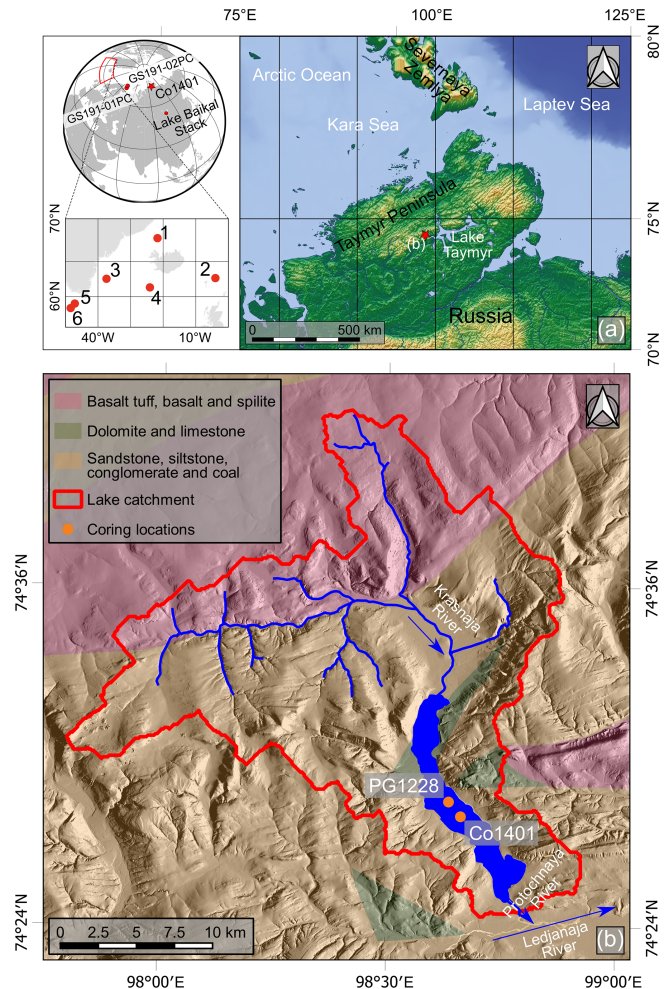 75°E
100°E
125°E
80°N
75°N
70°N
GS191-02PC
Co1401
GS191-01PC
Lake Baikal
Stack
70°N
60°N
1
2
3
4
5
6
40°W
10°W
Severnaya
Zemlya
Arctic Ocean
Laptev Sea
Kara Sea
Taymyr Peninsula
(b)
Lake
Taymyr
Russia
0
500 km
(a)
Basalt tuff, basalt and spilite
Dolomite and limestone
Sandstone, siltstone,
conglomerate and coal
Lake catchment
Coring locations
74°36'N
74°36'N
Krasnaja
River
PG1228
Co1401
Protochnaya
River
Ledjanaja
River
74°24'N
74°24'N
0
2.5
5
7.5
10 km
(b)
98°00'E
98°30'E
99°00'E